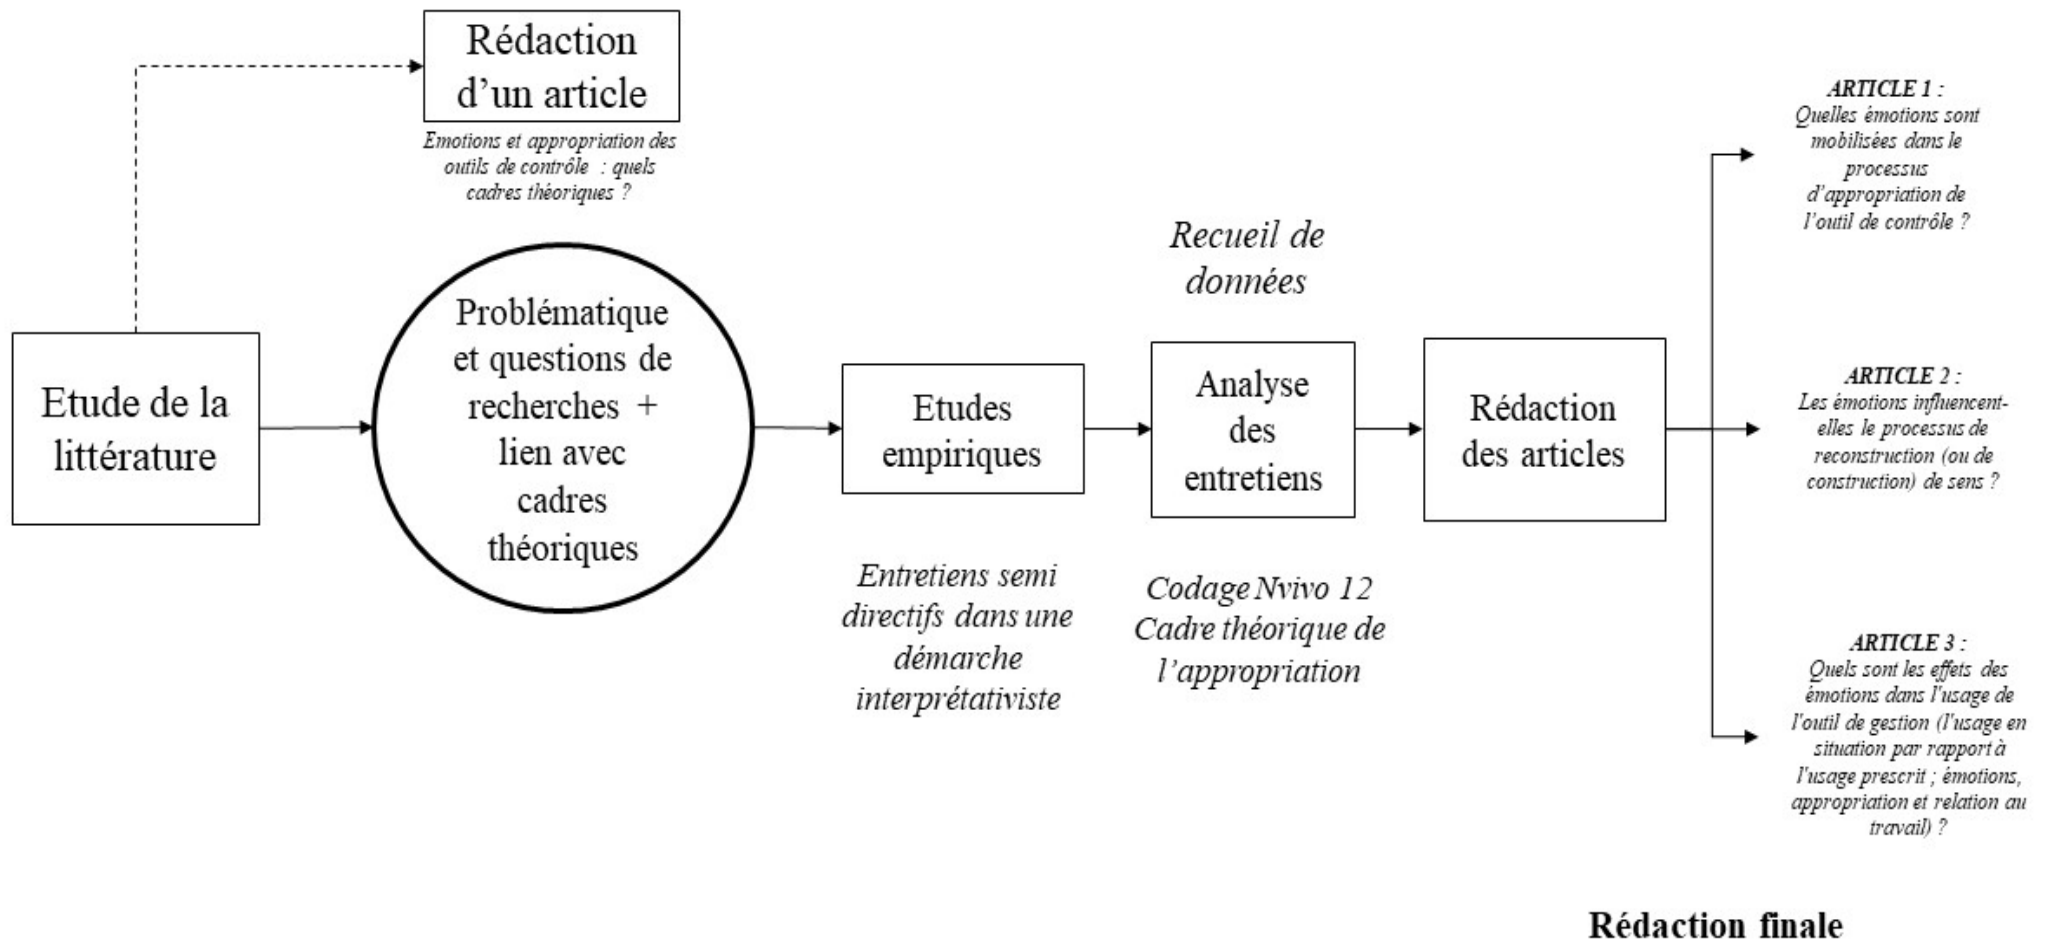 Rédaction
d’un article
Emotions et appropriation des
outils de contrôle : quels
cadres théoriques ?
Etude de la
littérature
Problématique
et questions de
recherches +
lien avec
cadres
théoriques
Etudes
empiriques
Entretiens semi
directifs dans une
démarche
interprétativiste
Recueil de
données
Analyse
des
entretiens
Codage Nvivo 12
Cadre théorique de
l’appropriation
Rédaction
des articles
ARTICLE 1 :
Quelles émotions sont
mobilisées dans le
processus
d’appropriation de
l’outil de contrôle ?
ARTICLE 2 :
Les émotions influencent-
elles le processus de
reconstruction (ou de
construction) de sens ?
ARTICLE 3 :
Quels sont les effets des
émotions dans l'usage de
l'outil de gestion (l'usage en
situation par rapport à
l'usage prescrit ; émotions,
appropriation et relation au
travail) ?
Rédaction finale